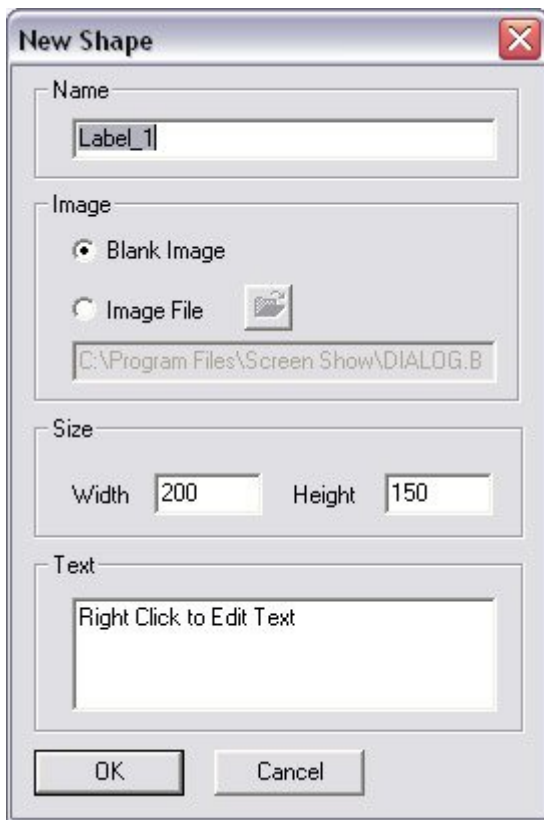 New Shape
Name
Label_1
Image
Blank Image
Image File
C:\Program Files\Screen Show\DIALOG.B
Size
Width 200 Height 150
Text
Right Click to Edit Text
OK Cancel